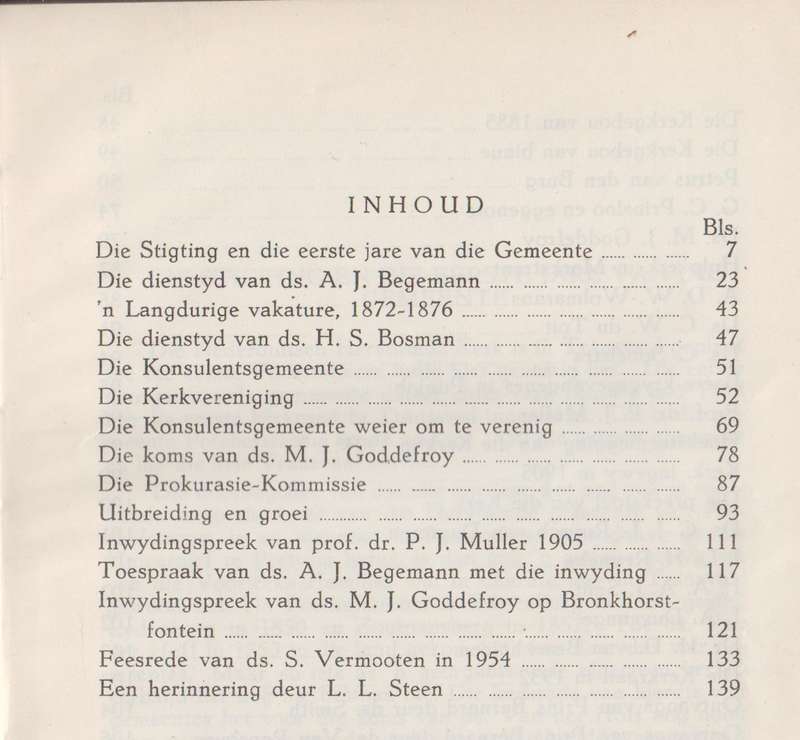 INHOUD
Bls.
Die Stigting en die eerste jare van die Gemeente ...... ...... ...... 7
Die dienstyd van ds. A. J. Begemann ...... ...... ...... ...... ...... ...... 23
'n Langdurige vakature, 1872-1876 ...... ...... ...... ...... ...... ...... ...... 43
Die dienstyd van ds. H. S. Bosman ...... ...... ...... ...... ...... ...... ...... 47
Die Konsulentsgemeente ...... ...... ...... ...... ...... ...... ...... ...... ...... ...... 51
Die Kerkvereniging ...... ...... ...... ...... ...... ...... ...... ...... ...... ...... ...... 52
Die Konsulentsgemeente weier om te verenig ...... ...... ...... ...... 69
Die koms van ds. M. J. Goddefroy ...... ...... ...... ...... ...... ...... ...... 78
Die Prokurasie-Kommissie ...... ...... ...... ...... ...... ...... ...... ...... ...... 87
Uitbreiding en groei ............ ...... ...... ...... ...... ...... ...... ...... ...... ...... 93
Inwydingspreek van prof. dr. P. J. Muller 1905 ...... ...... ...... 111
Toespraak van ds. A. J. Begemann met die inwyding ...... 117
Inwydingspreek van ds. M. J. Goddefroy op Bronkhorst-
fontein ...... ...... ...... ...... ...... ...... ...... ...... ...... ...... ...... ...... ...... 121
Feesrede van ds. S. Vermooten in 1954 ...... ...... ...... ...... ...... 133
Een herinnering deur L. L. Steen ...... ...... ...... ...... ...... ...... ...... 139